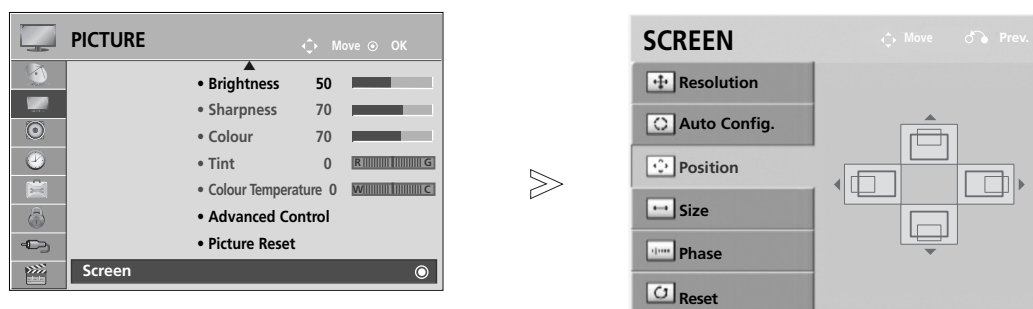 PICTURE
Move OK
• Brightness 50
• Sharpness 70
• Colour 70
• Tint 0 R G
• Colour Temperature 0 W C
• Advanced Control
• Picture Reset
Screen
SCREEN
Move Prev.
Resolution
Auto Config.
Position
Size
Phase
Reset